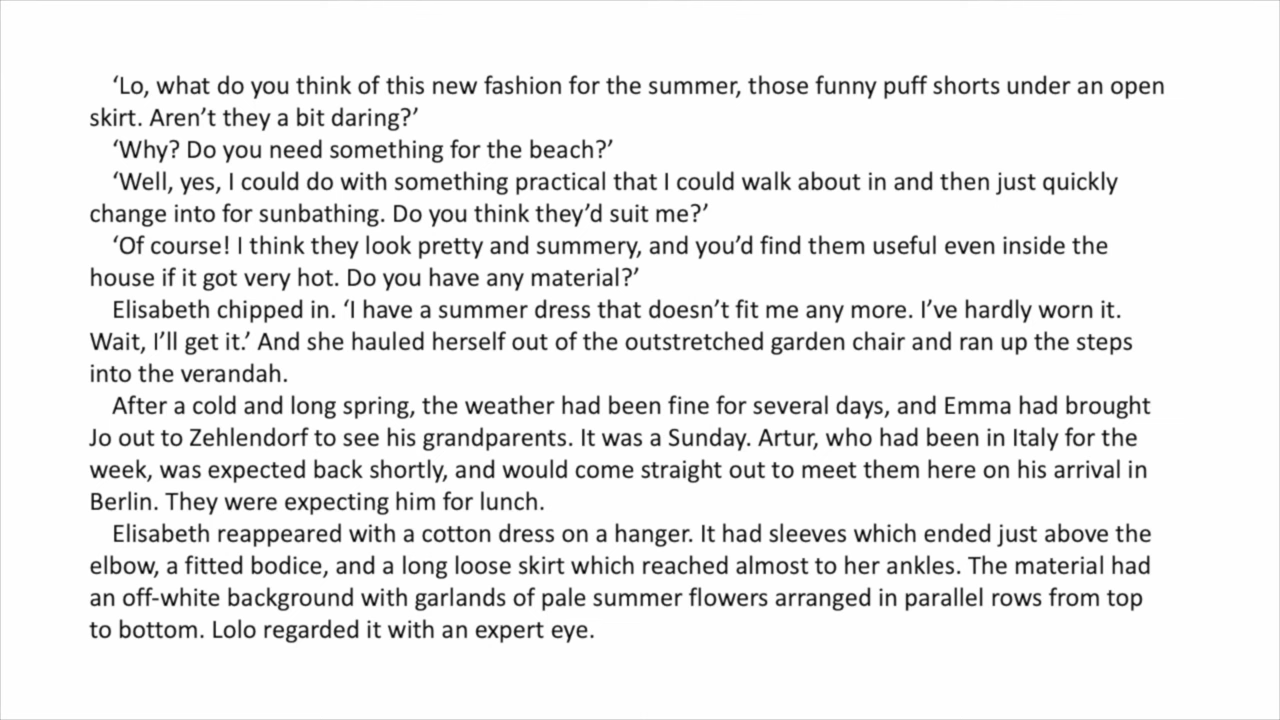 ‘Lo, what do you think of this new fashion for the summer, those funny puff shorts under an open
skirt. Aren’t they a bit daring?’
‘Why? Do you need something for the beach?’
‘Well, yes, I could do with something practical that I could walk about in and then just quickly
change into for sunbathing. Do you think they’d suit me?’
‘Of course! I think they look pretty and summery, and you’d find them useful even inside the
house if it got very hot. Do you have any material?’
Elisabeth chipped in. ‘I have a summer dress that doesn’t fit me any more. I’ve hardly worn it.
Wait, I’ll get it.’ And she hauled herself out of the outstretched garden chair and ran up the steps
into the verandah.
After a cold and long spring, the weather had been fine for several days, and Emma had brought
Jo out to Zehlendorf to see his grandparents. It was a Sunday. Artur, who had been in Italy for the
week, was expected back shortly, and would come straight out to meet them here on his arrival in
Berlin. They were expecting him for lunch.
Elisabeth reappeared with a cotton dress on a hanger. It had sleeves which ended just above the
elbow, a fitted bodice, and a long loose skirt which reached almost to her ankles. The material had
an off-white background with garlands of pale summer flowers arranged in parallel rows from top
to bottom. Lolo regarded it with an expert eye.